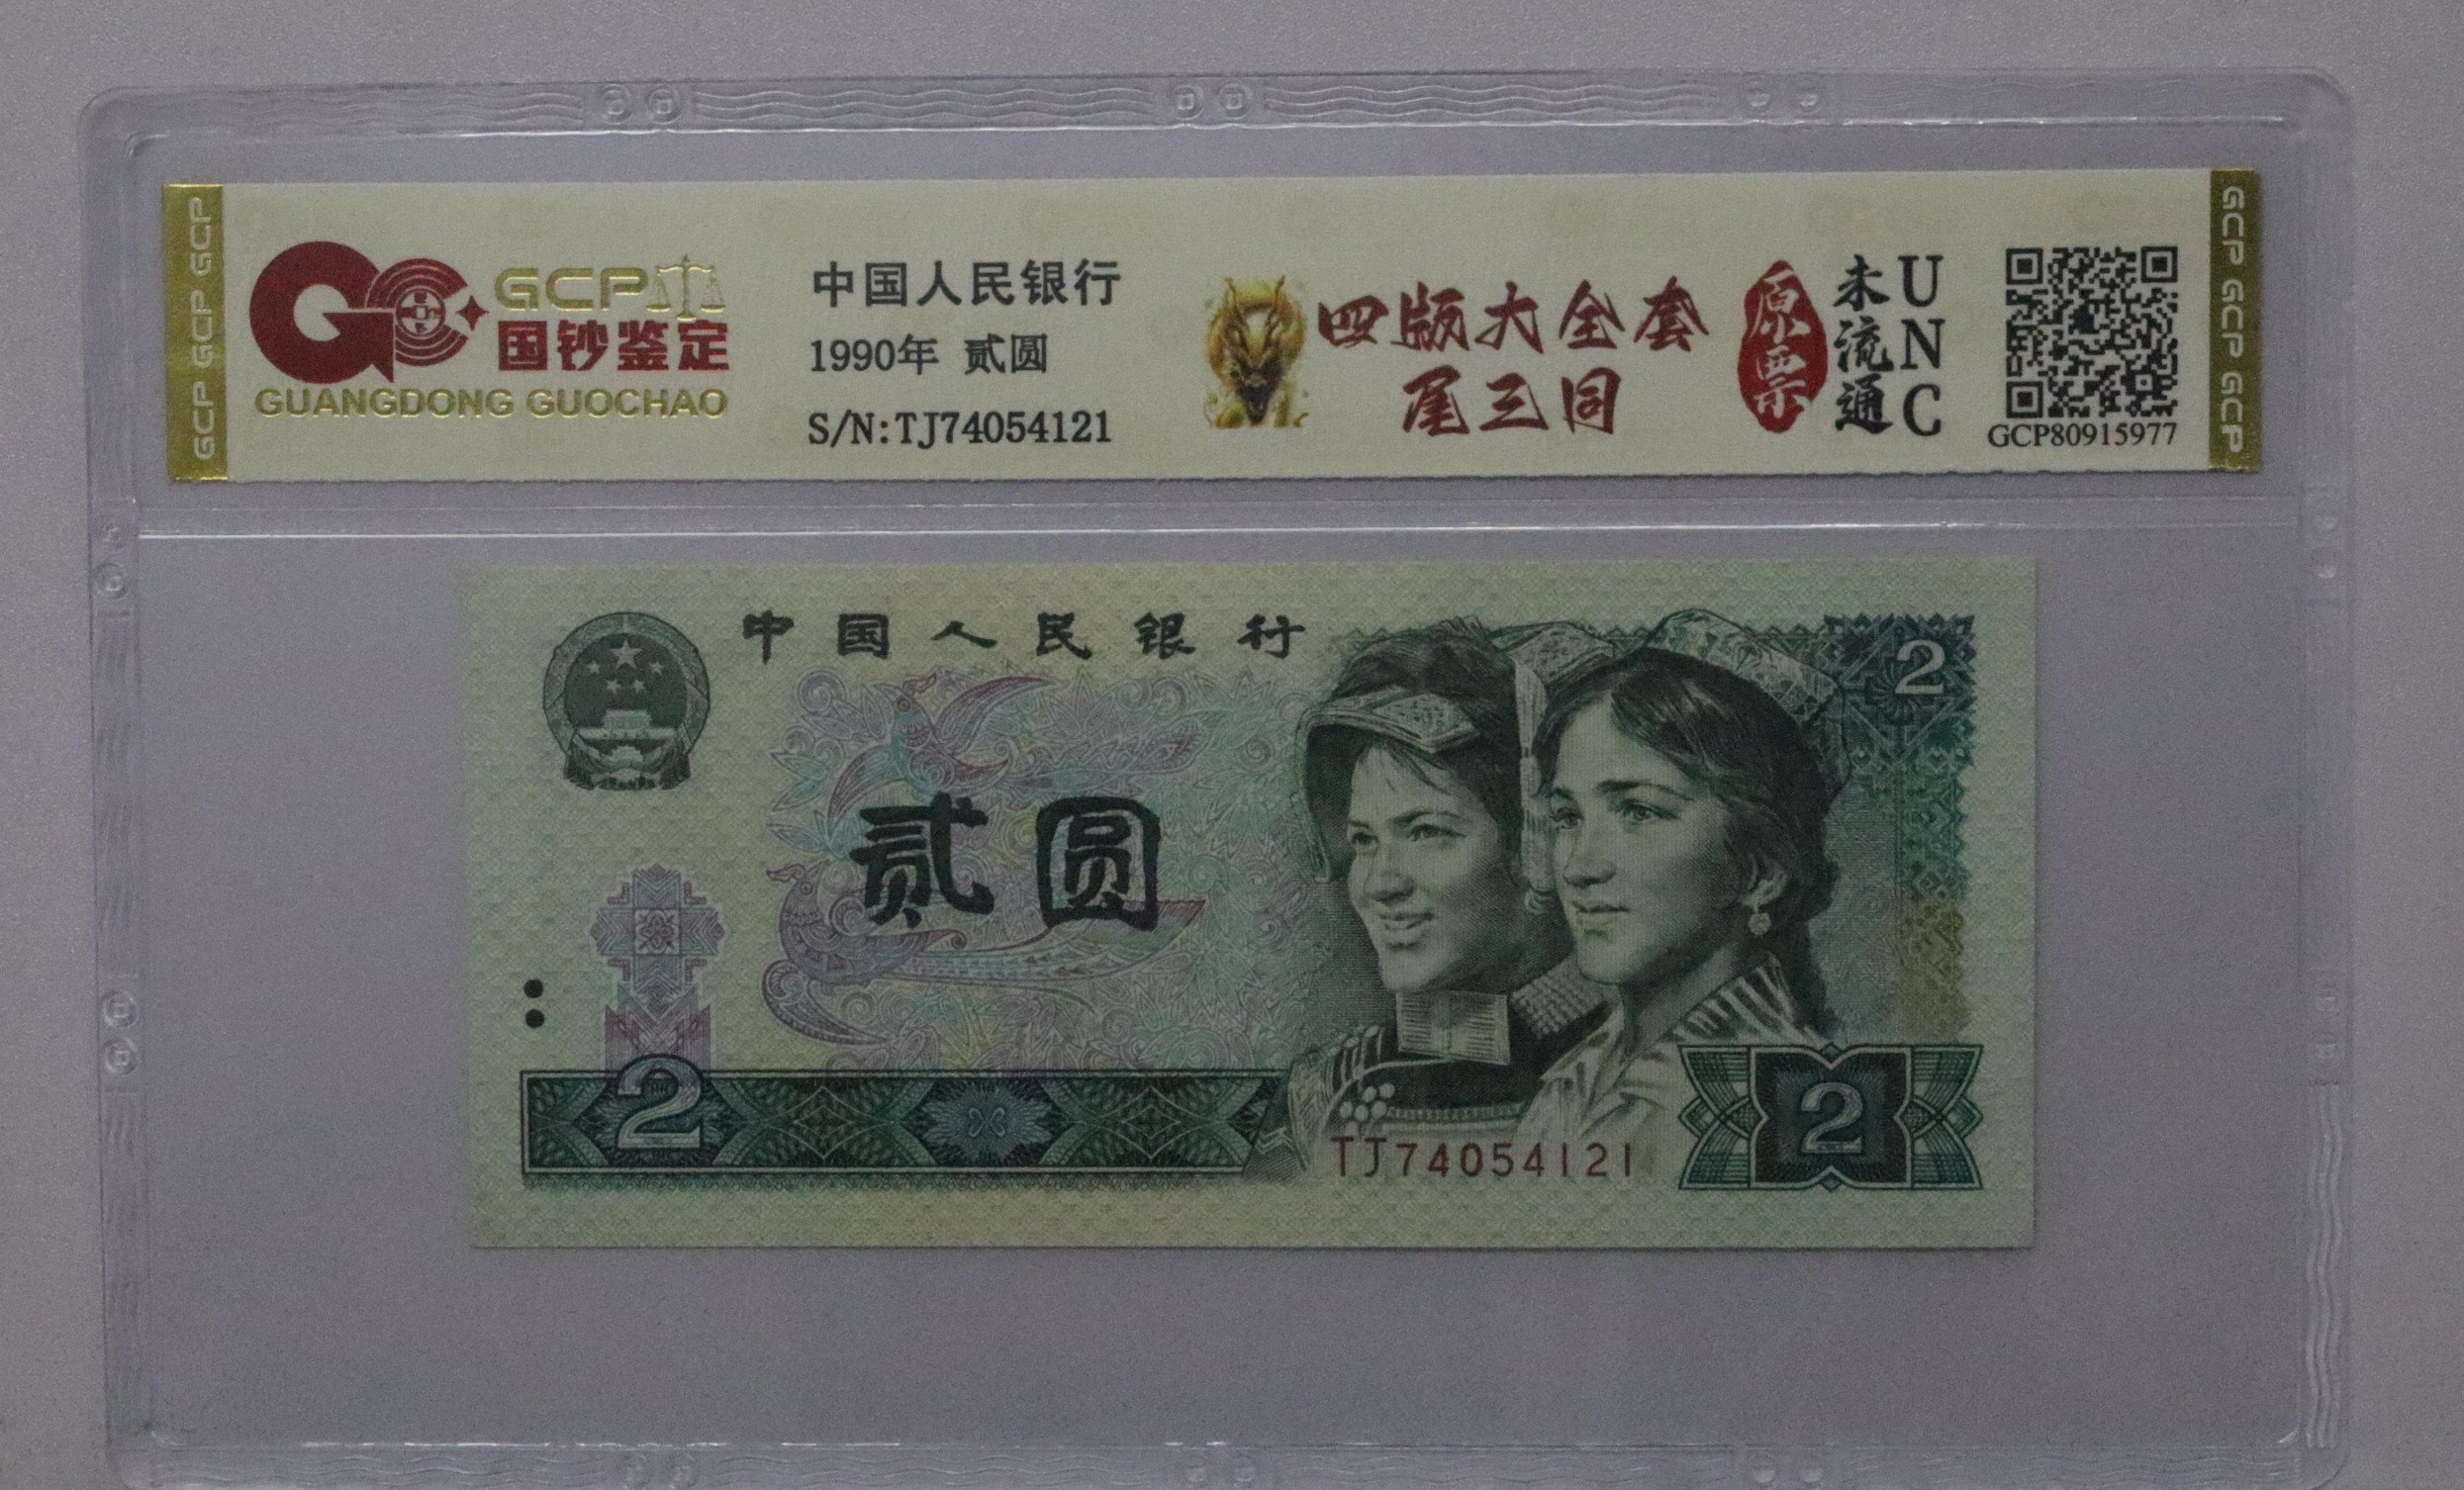 GCP GCP GCP
GCP
国钞鉴定
GUANGDONG GUOCHAO
中国人民银行
1990年 贰圆
S/N:TJ74054121
四版大全套
尾三同
原票
未流通
UNC
GCP80915977
GCP GCP GCP
中国人民银行
2
贰圆
2
TJ74054121
2